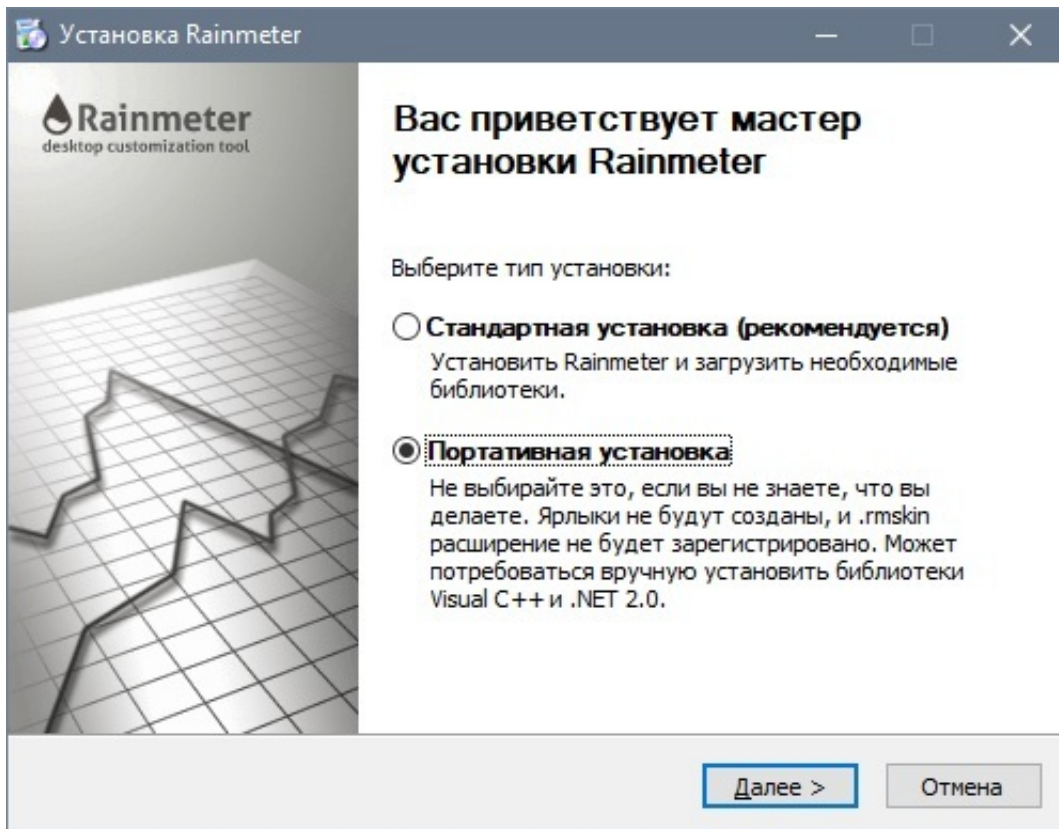 Установка Rainmeter
Rainmeter
desktop customization tool
Вас приветствует мастер
установки Rainmeter
Выберите тип установки:
Стандартная установка (рекомендуется)
Установить Rainmeter и загрузить необходимые
библиотеки.
Портативная установка
Не выбирайте это, если вы не знаете, что вы
делаете. Ярлыки не будут созданы, и .rmskin
расширение не будет зарегистрировано. Может
потребоваться вручную установить библиотеки
Visual C++ и .NET 2.0.
Далее >
Отмена